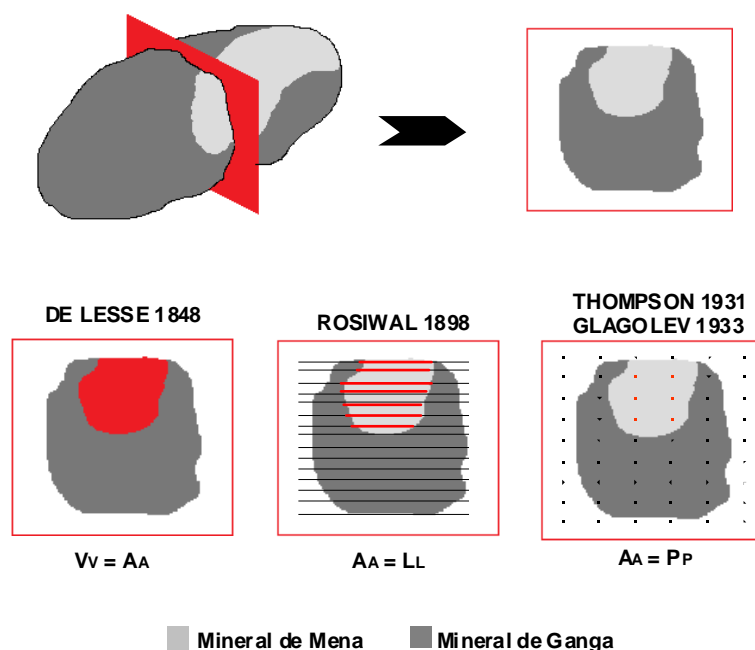 DE LESSE 1848
ROSIWAL 1898
THOMPSON 1931
GLAGOLEV 1933
VV = AA
AA = LL
AA = PP
Mineral de Mena
Mineral de Ganga